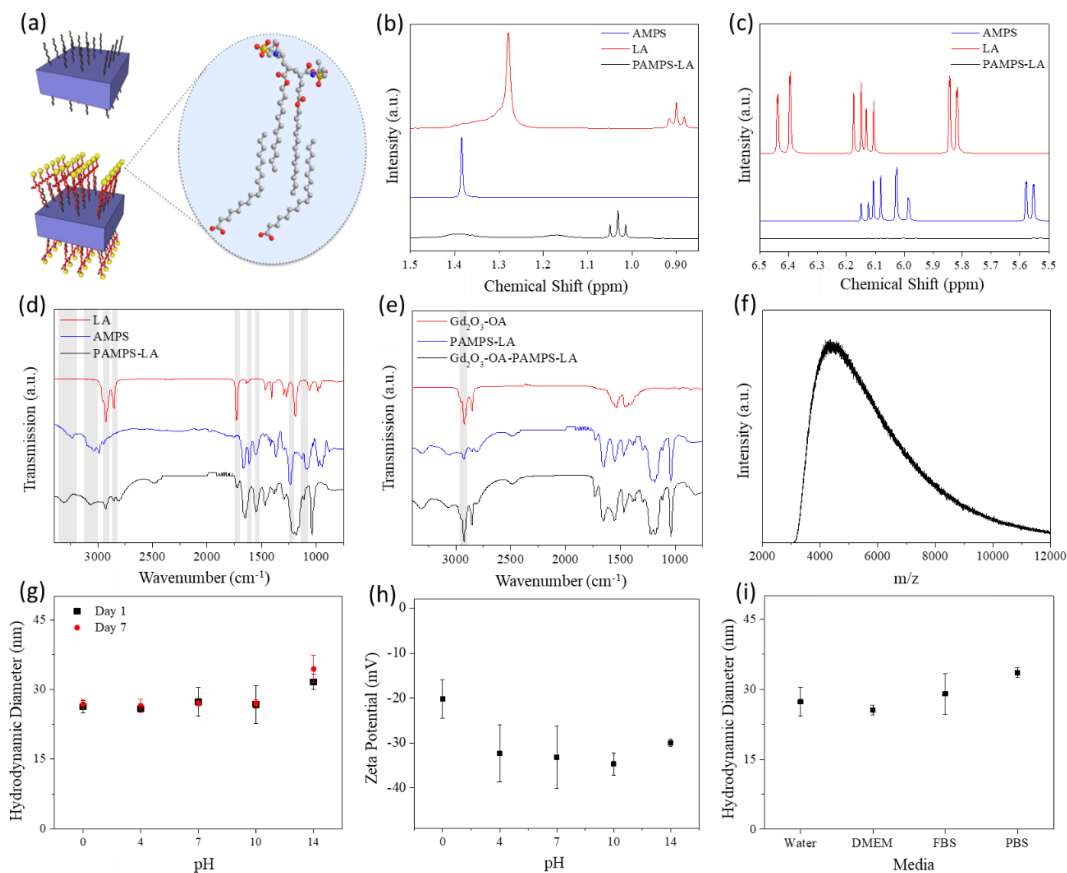 (a)
(b)
AMPS
LA
PAMPS-LA
Intensity (a.u.)
1.5 1.4 1.3 1.2 1.1 1.0 0.90
Chemical Shift (ppm)
(c)
AMPS
LA
PAMPS-LA
Intensity (a.u.)
6.5 6.4 6.3 6.2 6.1 6.0 5.9 5.8 5.7 5.6 5.5
Chemical Shift (ppm)
(d)
LA
AMPS
PAMPS-LA
Transmission (a.u.)
3000 2500 2000 1500 1000
Wavenumber (cm⁻¹)
(e)
Gd₂O₃-OA
PAMPS-LA
Gd₂O₃-OA-PAMPS-LA
Transmission (a.u.)
3000 2500 2000 1500 1000
Wavenumber (cm⁻¹)
(f)
Intensity (a.u.)
2000 4000 6000 8000 10000 12000
m/z
(g)
Day 1
Day 7
Hydrodynamic Diameter (nm)
45
30
15
0
0 4 7 10 14
pH
(h)
Zeta Potential (mV)
0
-10
-20
-30
-40
0 4 7 10 14
pH
(i)
Hydrodynamic Diameter (nm)
45
30
15
0
Water DMEM FBS PBS
Media